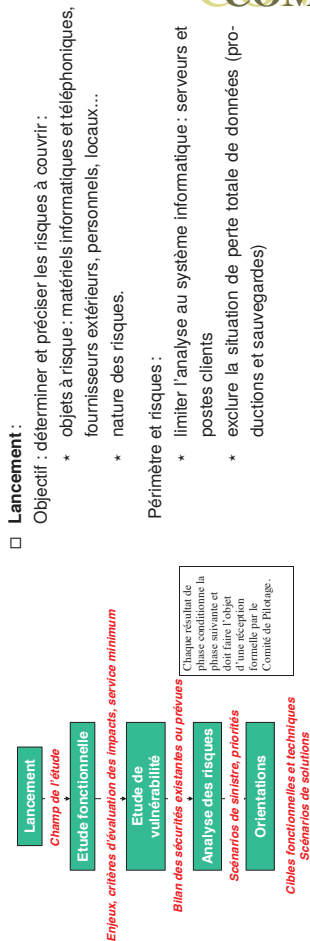 Lancement
Champ de l'étude
Etude fonctionnelle
Enjeux, critères d'évaluation des impacts, service minimum
Etude de
vulnérabilité
Bilan des sécurités existantes ou prévues
Analyse des risques
Scénarios de sinistre, priorités
Orientations
Cibles fonctionnelles et techniques
Scénarios de solutions
Chaque résultat de
phase conditionne la
phase suivante et
doit faire l'objet
d'une réception
formelle par le
Comité de Pilotage.
□ Lancement :
Objectif : déterminer et préciser les risques à couvrir :
* objets à risque : matériels informatiques et téléphoniques,
fournisseurs extérieurs, personnels, locaux...
* nature des risques.
Périmètre et risques :
* limiter l'analyse au système informatique : serveurs et
postes clients
* exclure la situation de perte totale de données (pro-
ductions et sauvegardes)